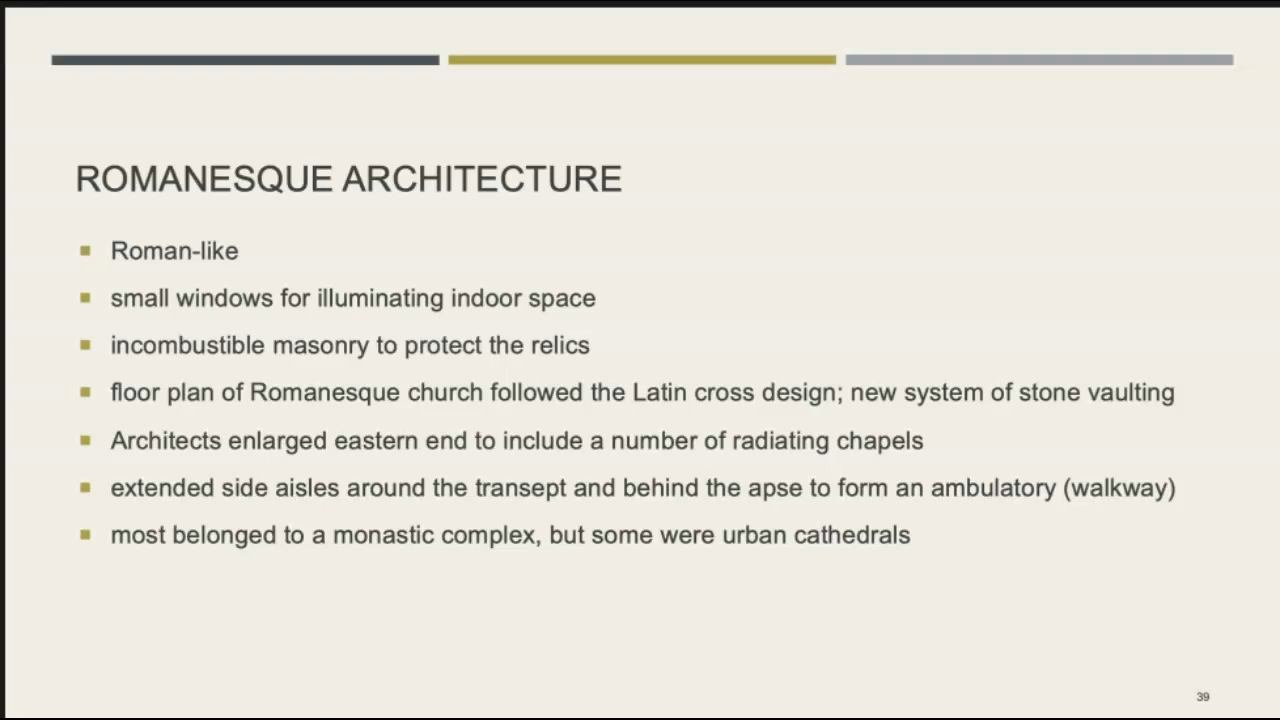 ROMANESQUE ARCHITECTURE
Roman-like
small windows for illuminating indoor space
incombustible masonry to protect the relics
floor plan of Romanesque church followed the Latin cross design; new system of stone vaulting
Architects enlarged eastern end to include a number of radiating chapels
extended side aisles around the transept and behind the apse to form an ambulatory (walkway)
most belonged to a monastic complex, but some were urban cathedrals
39